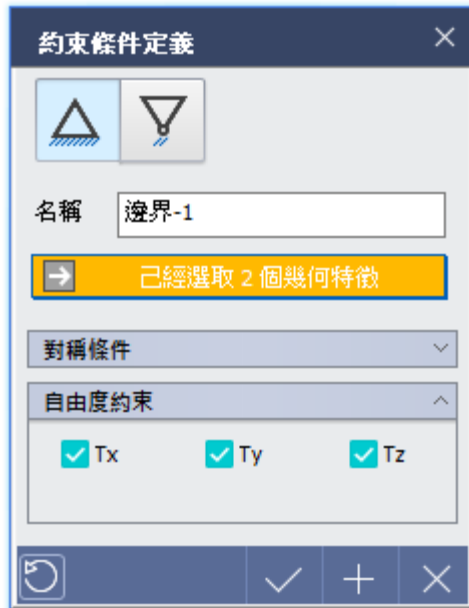 約束條件定義
名稱 邊界-1
已經選取 2 個幾何特徵
對稱條件
自由度約束
Tx Ty Tz